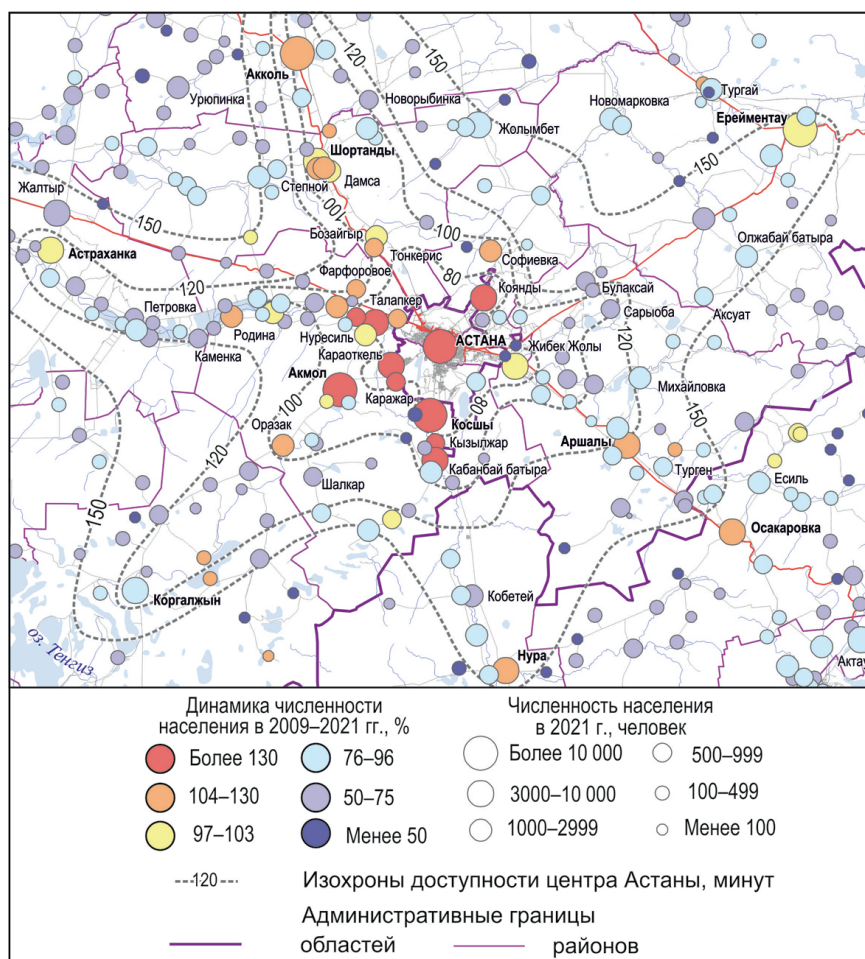 150
120
150
Акколь
Урюпинка
Новорыбинка
Новомарковка
Тургай
Жолымбет
Ерейментау
Шортанды
150
Жалтыр
Степной
Дамса
100
150
Бозайгыр
100
Олжабай батыра
Астраханка
Тонкерис
Софиевка
120
Фарфоровое
80
Коянды
Булаксай
Петровка
Талапкер
Сарыоба
Аксуат
Родина
Нуресиль
АСТАНА
120
Каменка
Караоткель
Жибек Жолы
Акмол
Михайловка
100
Каражар
80
150
Оразак
Косшы
120
Кызылжар
Аршалы
Кабанбай батыра
Турген
Есиль
Шалкар
150
Осакаровка
Коргалжын
Кобетей
оз. Тенгиз
Нура
Актау
Динамика численности
населения в 2009–2021 гг., %
Более 130
104–130
97–103
76–96
50–75
Менее 50
Численность населения
в 2021 г., человек
Более 10 000
3000–10 000
1000–2999
500–999
100–499
Менее 100
120
Изохроны доступности центра Астаны, минут
Административные границы
областей
районов